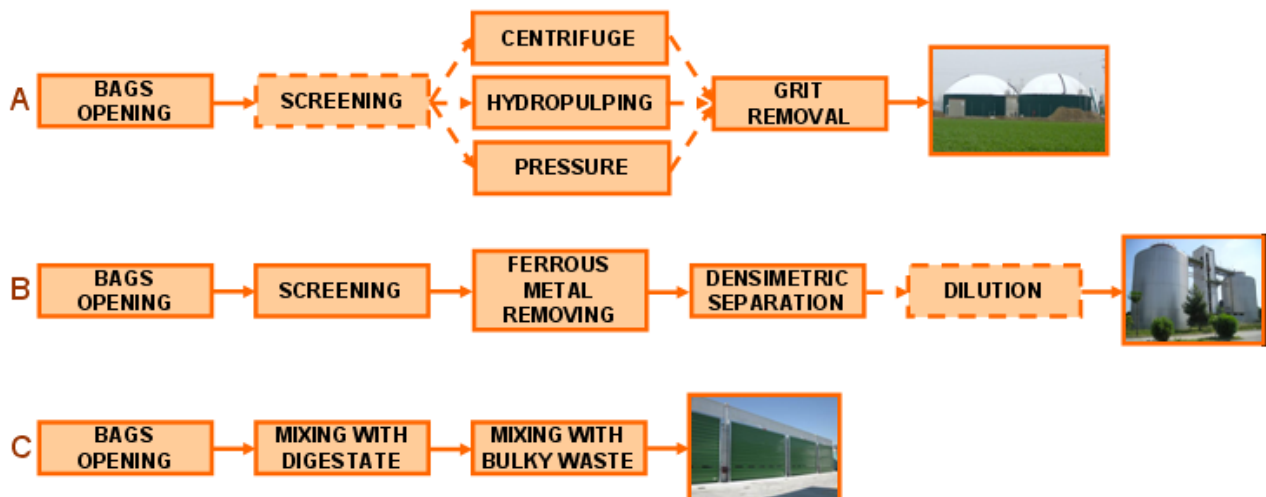 A
BAGS
OPENING
SCREENING
CENTRIFUGE
HYDROPULPING
PRESSURE
GRIT
REMOVAL
B
BAGS
OPENING
SCREENING
FERROUS
METAL
REMOVING
DENSIMETRIC
SEPARATION
DILUTION
C
BAGS
OPENING
MIXING WITH
DIGESTATE
MIXING WITH
BULKY WASTE